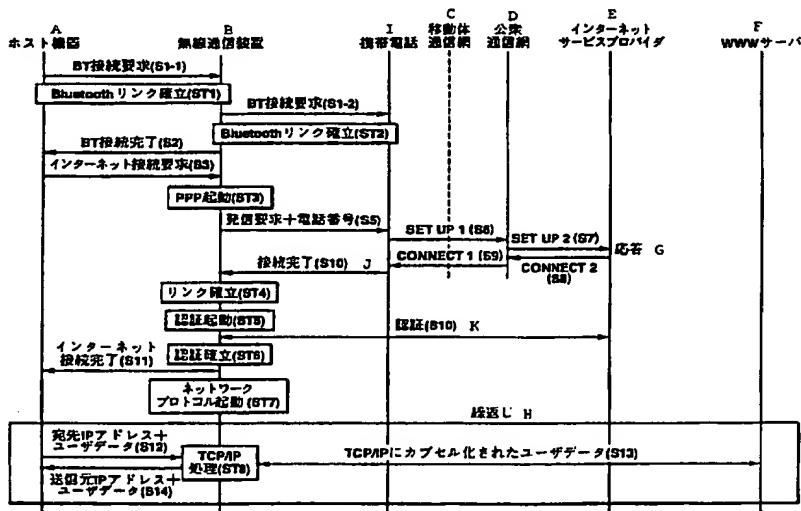 A
ホスト機器
B
無線通信装置
I
携帯電話
C
移動体
通信網
D
公衆
通信網
E
インターネット
サービスプロバイダ
F
WWWサーバ
BT接続要求(S1-1)
Bluetoothリンク確立(ST1)
BT接続要求(S1-2)
Bluetoothリンク確立(ST2)
BT接続完了(S2)
インターネット接続要求(S3)
PPP起動(ST3)
発信要求+電話番号(S5)
SET UP 1 (S6)
SET UP 2 (S7)
応答 G
接続完了(S10) J
CONNECT 1 (S9)
CONNECT 2
(S8)
リンク確立(ST4)
認証起動(ST5)
認証(S10) K
インターネット
接続完了(S11)
認証確立(ST6)
ネットワーク
プロトコル起動(ST7)
繰返し H
宛先IPアドレス+
ユーザデータ(S12)
TCP/IP
処理(ST8)
TCP/IPにカプセル化されたユーザデータ(S13)
送信元IPアドレス+
ユーザデータ(S14)